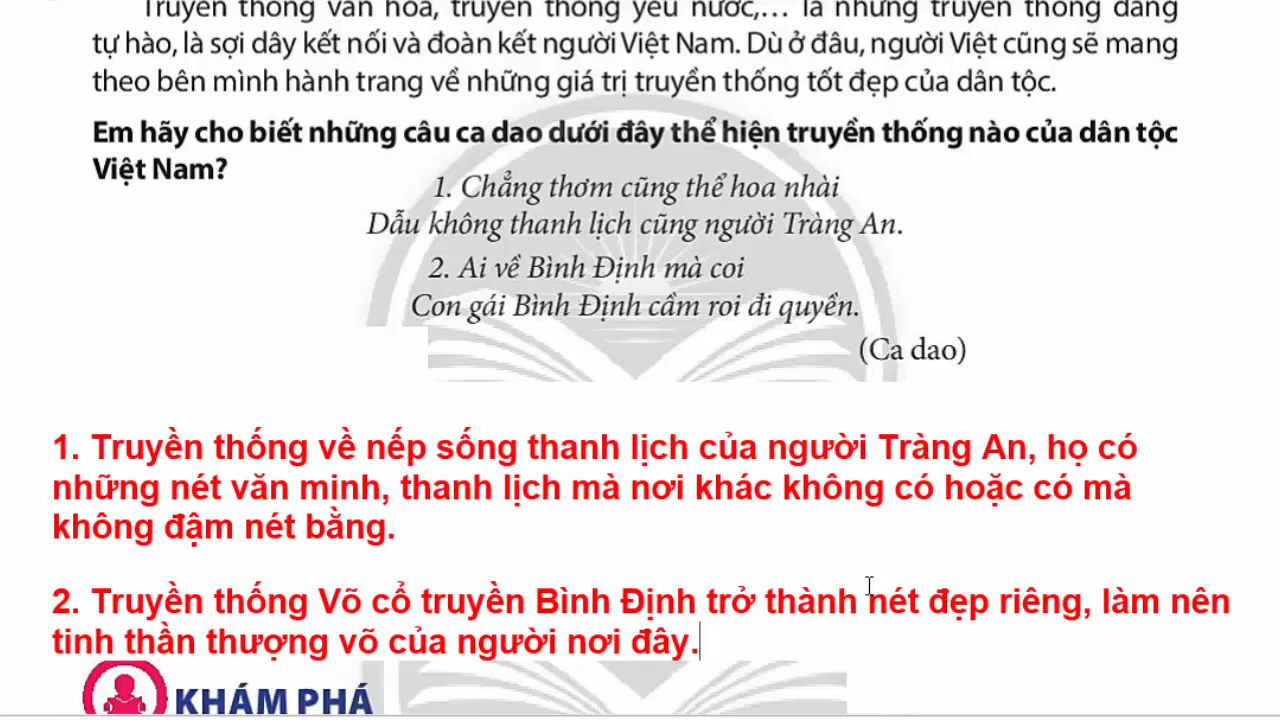 Truyền thống văn hóa, truyền thống yêu nước,… là những truyền thống đáng
tự hào, là sợi dây kết nối và đoàn kết người Việt Nam. Dù ở đâu, người Việt cũng sẽ mang
theo bên mình hành trang về những giá trị truyền thống tốt đẹp của dân tộc.
Em hãy cho biết những câu ca dao dưới đây thể hiện truyền thống nào của dân tộc
Việt Nam?
1. Chẳng thơm cũng thể hoa nhài
Dẫu không thanh lịch cũng người Tràng An.
2. Ai về Bình Định mà coi
Con gái Bình Định cầm roi đi quyền.
(Ca dao)
1. Truyền thống về nếp sống thanh lịch của người Tràng An, họ có
những nét văn minh, thanh lịch mà nơi khác không có hoặc có mà
không đậm nét bằng.
2. Truyền thống Võ cổ truyền Bình Định trở thành nét đẹp riêng, làm nên
tinh thần thượng võ của người nơi đây.
KHÁM PHÁ